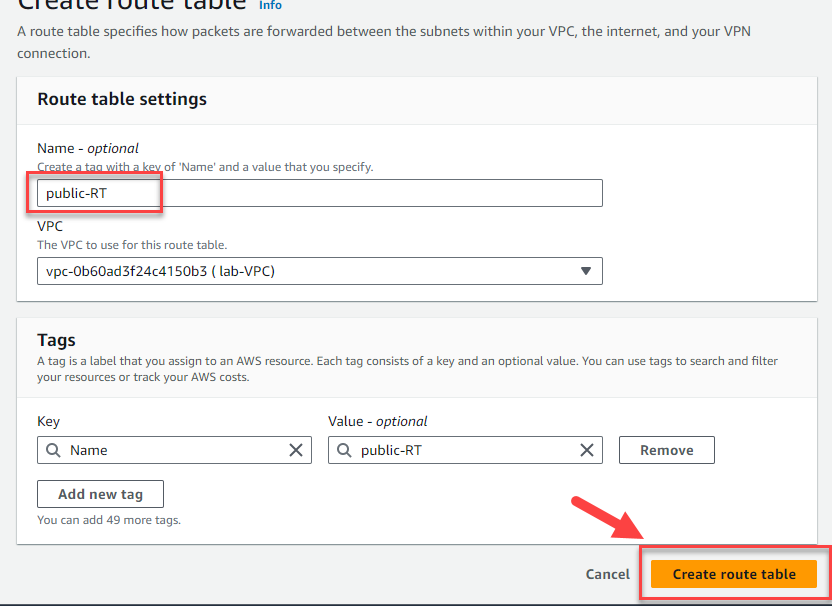 Create route table Info
A route table specifies how packets are forwarded between the subnets within your VPC, the internet, and your VPN
connection.
Route table settings
Name - optional
Create a tag with a key of 'Name' and a value that you specify.
public-RT
VPC
The VPC to use for this route table.
vpc-0b60ad3f24c4150b3 ( lab-VPC)
Tags
A tag is a label that you assign to an AWS resource. Each tag consists of a key and an optional value. You can use tags to search and filter
your resources or track your AWS costs.
Key Value - optional
Name public-RT Remove
Add new tag
You can add 49 more tags.
Cancel Create route table